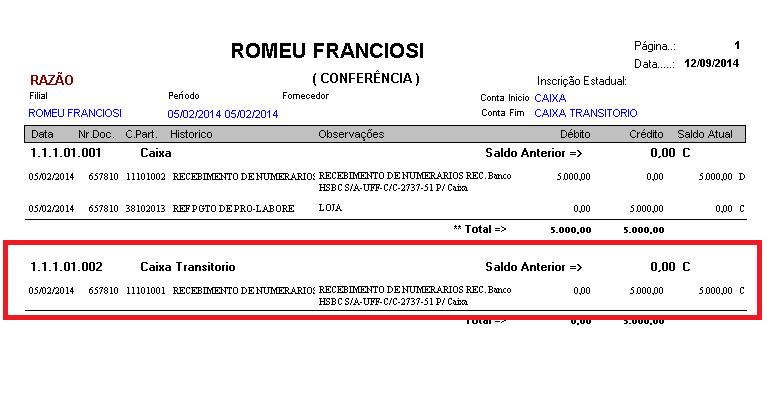 ROMEU FRANCIOSI
Página..: 1
Data.....: 12/09/2014
( CONFERÊNCIA )
RAZÃO
Inscrição Estadual:
Filial Período Fornecedor Conta Inicio CAIXA
ROMEU FRANCIOSI 05/02/2014 05/02/2014 Conta Fim CAIXA TRANSITORIO
Data Nr.Doc. C.Part. Historico Observações Débito Crédito Saldo Atual
1.1.1.01.001 Caixa Saldo Anterior => 0,00 C
05/02/2014 657810 11101002 RECEBIMENTO DE NUMERARIOS RECEBIMENTO DE NUMERARIOS REC. Banco 5.000,00 0,00 5.000,00 D
HSBC S/A-UFF-C/C-2737-51 P/ Caixa
05/02/2014 657810 38102013 REF PGTO DE PRO-LABORE LOJA 0,00 5.000,00 0,00 C
** Total => 5.000,00 5.000,00
1.1.1.01.002 Caixa Transitorio Saldo Anterior => 0,00 C
05/02/2014 657810 11101001 RECEBIMENTO DE NUMERARIOS RECEBIMENTO DE NUMERARIOS REC. Banco 0,00 5.000,00 5.000,00 C
HSBC S/A-UFF-C/C-2737-51 P/ Caixa
Total => 0,00 5.000,00